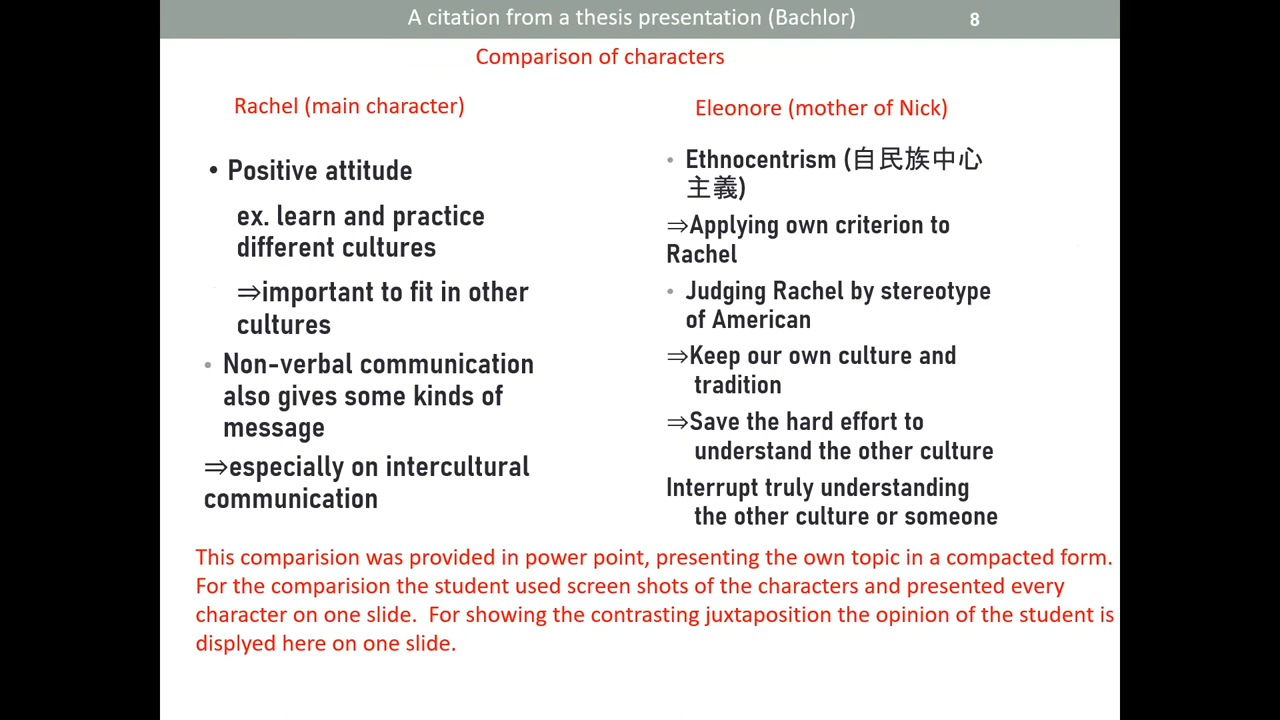 A citation from a thesis presentation (Bachlor)
8
Comparison of characters
Rachel (main character)
• Positive attitude
ex. learn and practice
different cultures
⇒important to fit in other
cultures
• Non-verbal communication
also gives some kinds of
message
⇒especially on intercultural
communication
Eleonore (mother of Nick)
• Ethnocentrism (自民族中心
主義)
⇒Applying own criterion to
Rachel
• Judging Rachel by stereotype
of American
⇒Keep our own culture and
tradition
⇒Save the hard effort to
understand the other culture
Interrupt truly understanding
the other culture or someone
This comparision was provided in power point, presenting the own topic in a compacted form.
For the comparision the student used screen shots of the characters and presented every
character on one slide.  For showing the contrasting juxtaposition the opinion of the student is
displyed here on one slide.